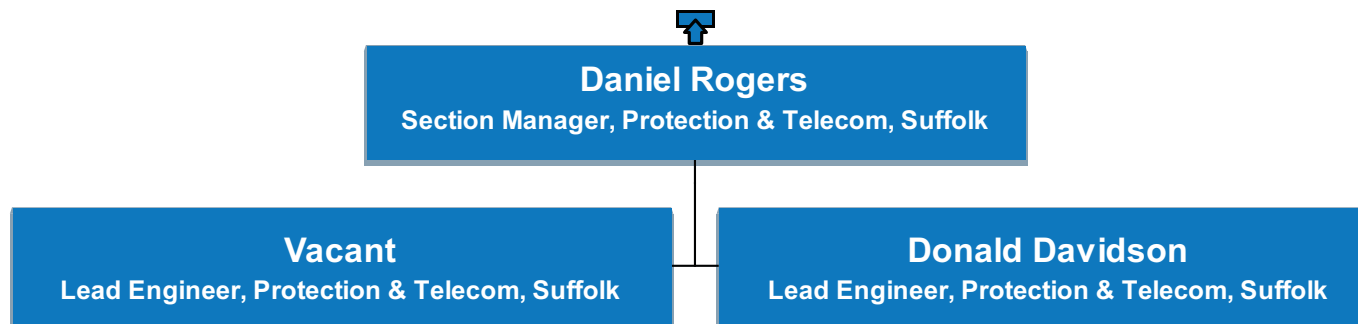 Daniel Rogers
Section Manager, Protection & Telecom, Suffolk
Vacant
Lead Engineer, Protection & Telecom, Suffolk
Donald Davidson
Lead Engineer, Protection & Telecom, Suffolk